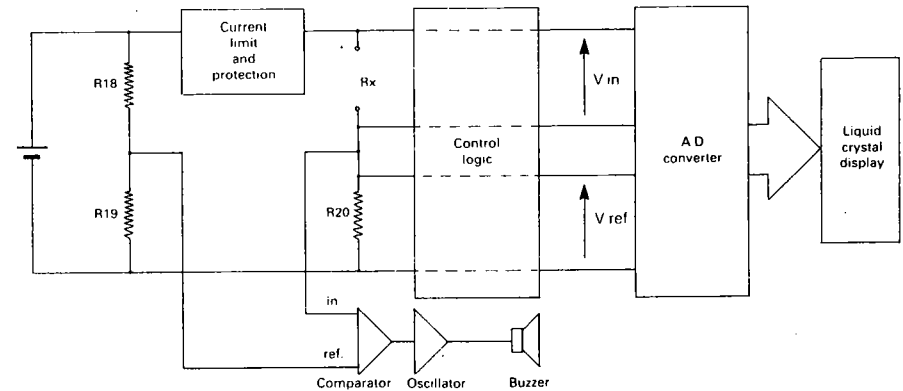 Current
limit
and
protection
R18
Rx
V in
Control
logic
A D
converter
Liquid
crystal
display
R19
R20
V ref
in
ref.
Comparator
Oscillator
Buzzer